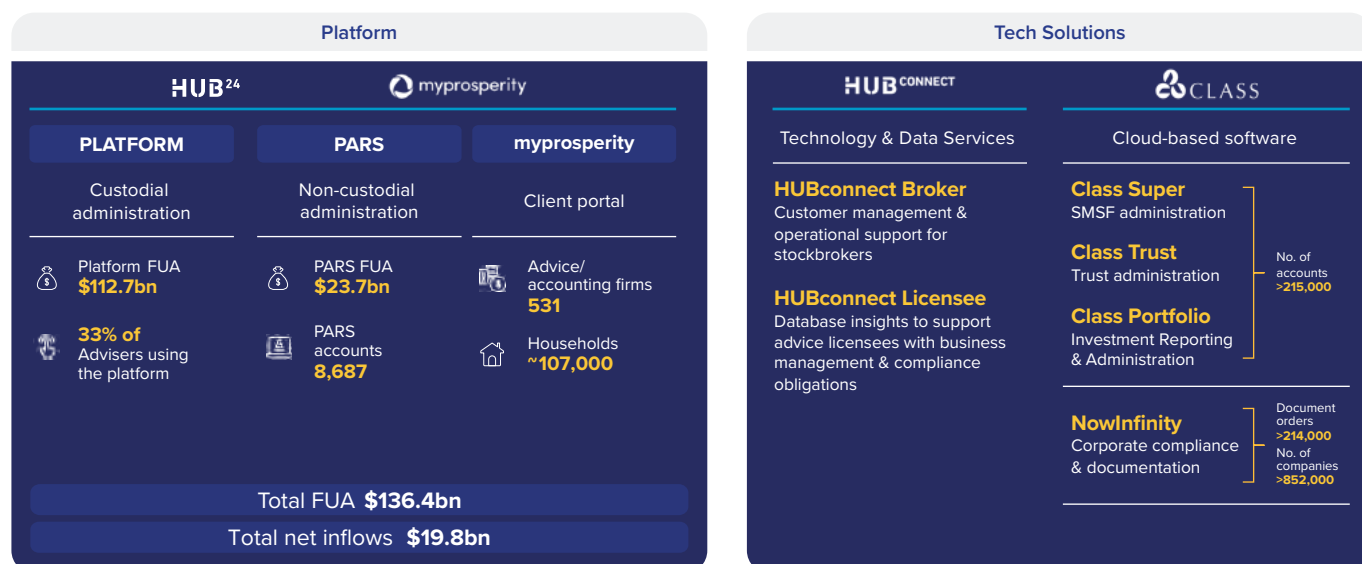 Platform
HUB24
myprosperity
PLATFORM
Custodial
administration
Platform FUA
$112.7bn
33% of
Advisers using
the platform
PARS
Non-custodial
administration
PARS FUA
$23.7bn
PARS
accounts
8,687
myprosperity
Client portal
Advice/
accounting firms
531
Households
~107,000
Total FUA $136.4bn
Total net inflows $19.8bn
Tech Solutions
HUBCONNECT
Technology & Data Services
HUBconnect Broker
Customer management &
operational support for
stockbrokers
HUBconnect Licensee
Database insights to support
advice licensees with business
management & compliance
obligations
CLASS
Cloud-based software
Class Super
SMSF administration
Class Trust
Trust administration
Class Portfolio
Investment Reporting
& Administration
No. of
accounts
>215,000
NowInfinity
Corporate compliance
& documentation
Document
orders
>214,000
No. of
companies
>852,000